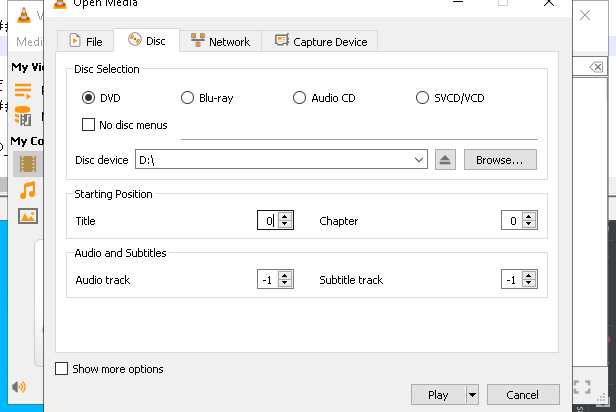 Open Media
File
Disc
Network
Capture Device
Medi
My Vi
My Co
Disc Selection
DVD
Blu-ray
Audio CD
SVCD/VCD
No disc menus
Disc device
D:\
Browse...
Starting Position
Title
0
Chapter
0
Audio and Subtitles
Audio track
-1
Subtitle track
-1
Show more options
Play
Cancel